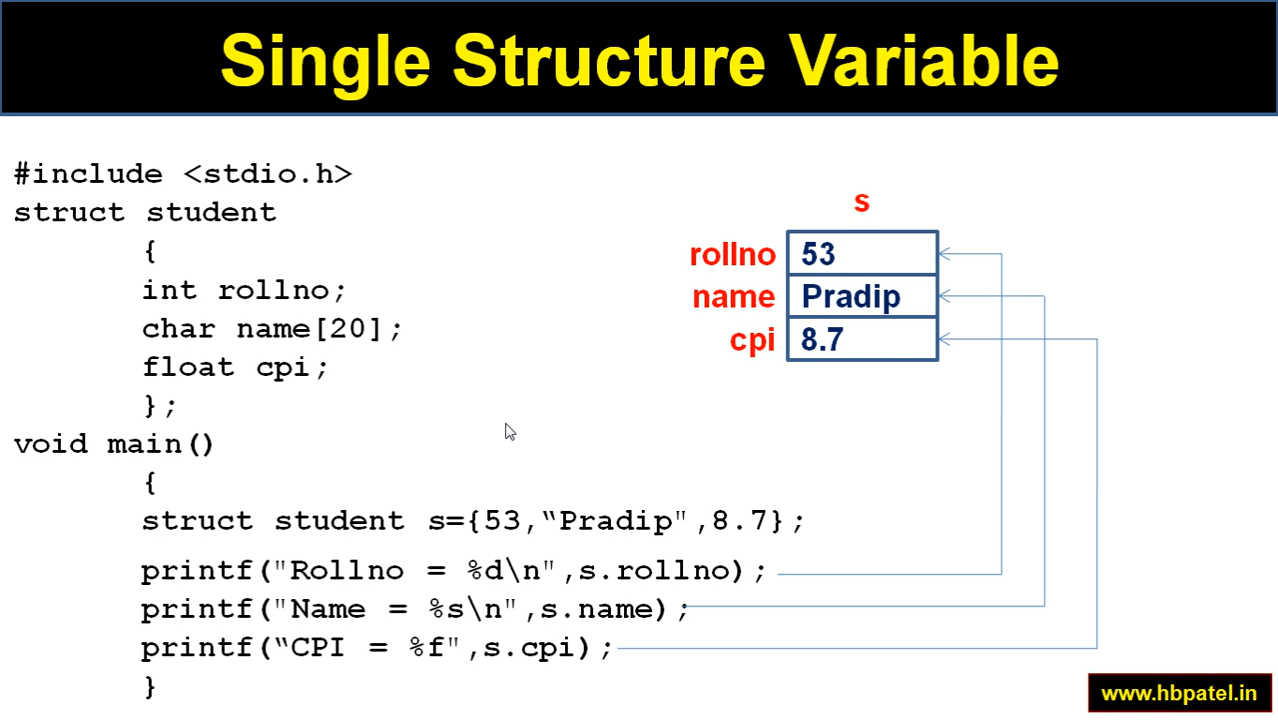 Single Structure Variable
#include <stdio.h>
struct student
{
int rollno;
char name[20];
float cpi;
};
void main()
{
struct student s={53,“Pradip",8.7};
printf("Rollno = %d\n",s.rollno);
printf("Name = %s\n",s.name);
printf(“CPI = %f",s.cpi);
}
s
rollno 53
name Pradip
cpi 8.7
www.hbpatel.in